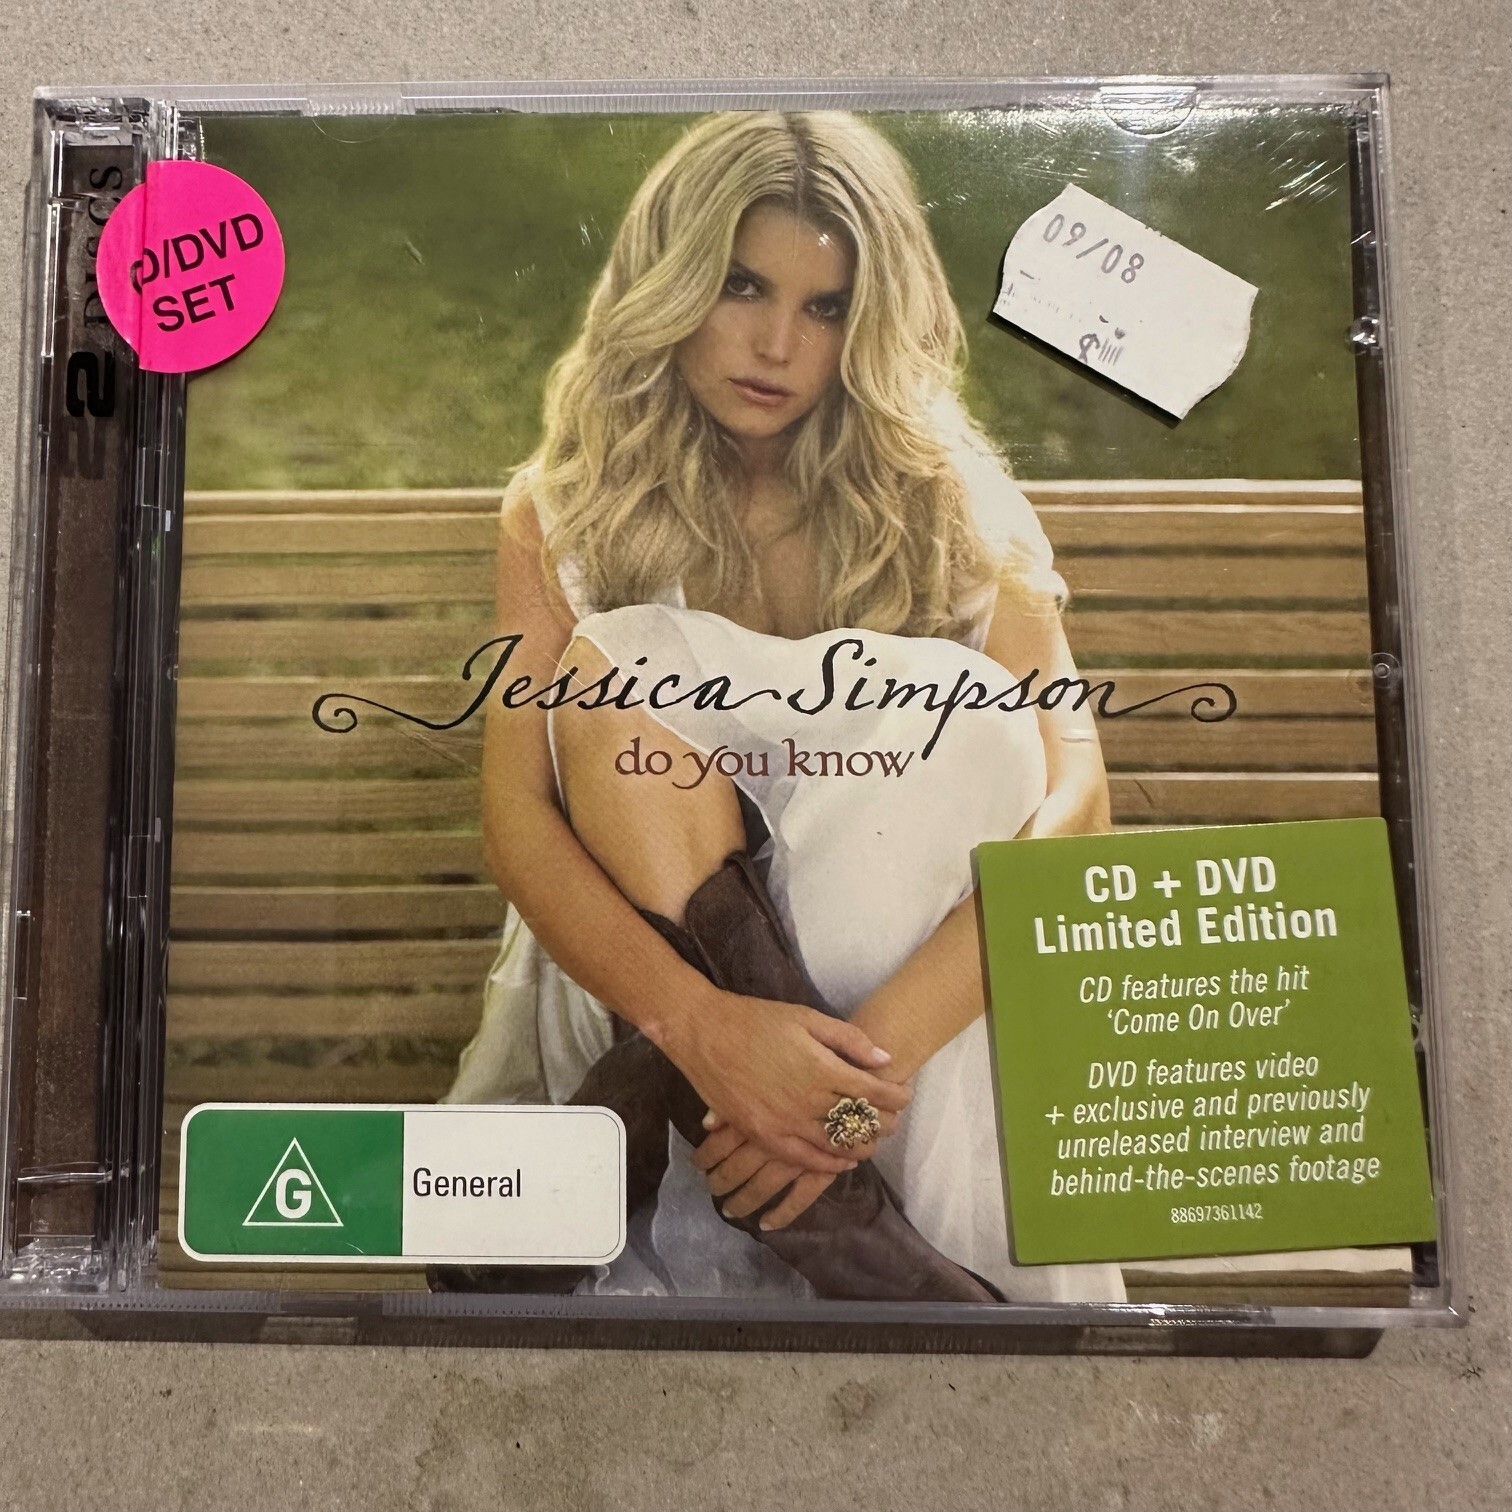 2 DISCS
D/DVD
SET
09/08
$
Jessica Simpson
do you know
CD + DVD
Limited Edition
CD features the hit
‘Come On Over’
DVD features video
+ exclusive and previously
unreleased interview and
behind-the-scenes footage
88697361142
G
General